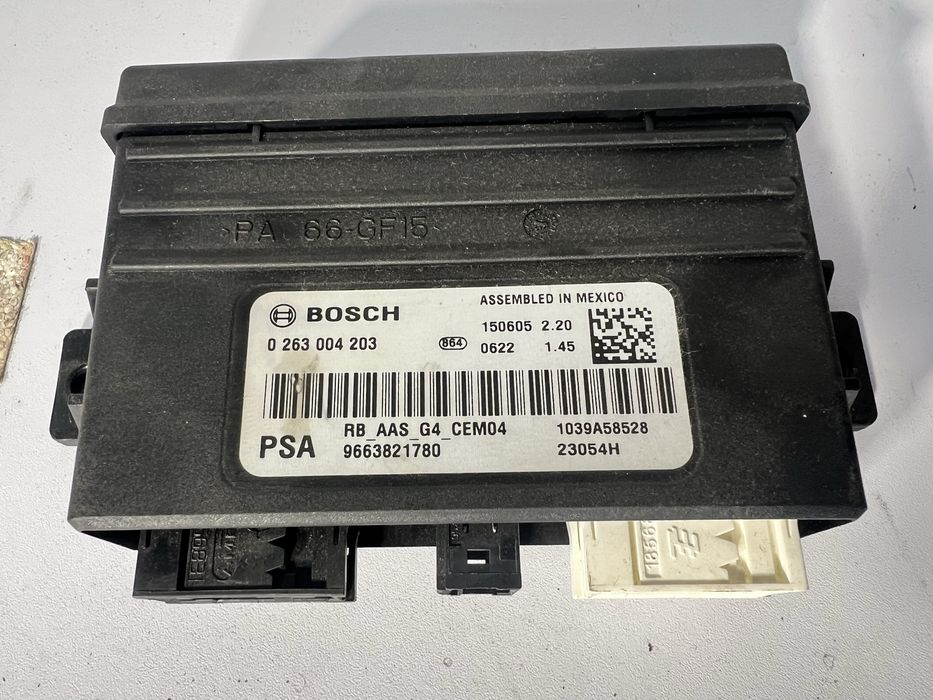 >PA 66-GF15<
BOSCH
ASSEMBLED IN MEXICO
0 263 004 203
864
150605 2.20
0622 1.45
PSA
RB_AAS_G4_CEM04
9663821780
1039A58528
23054H